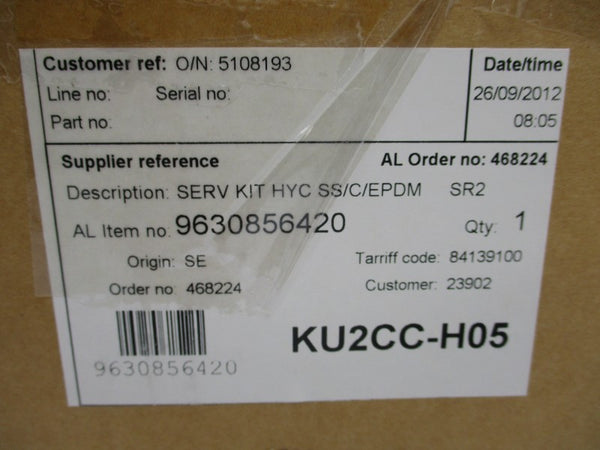 Customer ref: O/N: 5108193
Date/time
Line no: Serial no:
26/09/2012
Part no:
08:05
Supplier reference AL Order no: 468224
Description: SERV KIT HYC SS/C/EPDM SR2
AL Item no: 9630856420 Qty: 1
Origin: SE Tarriff code: 84139100
Order no: 468224 Customer: 23902
KU2CC-H05
9630856420